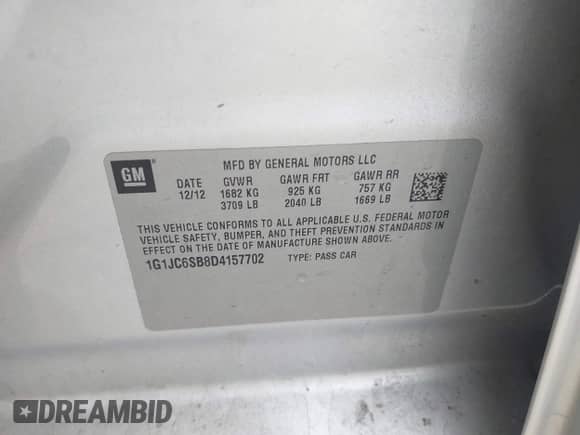 GM
MFD BY GENERAL MOTORS LLC
DATE GVWR GAWR FRT GAWR RR
12/12 1682 KG 925 KG 757 KG
3709 LB 2040 LB 1669 LB
THIS VEHICLE CONFORMS TO ALL APPLICABLE U.S. FEDERAL MOTOR
VEHICLE SAFETY, BUMPER, AND THEFT PREVENTION STANDARDS IN
EFFECT ON THE DATE OF MANUFACTURE SHOWN ABOVE.
1G1JC6SB8D4157702 TYPE: PASS CAR
DREAMBID